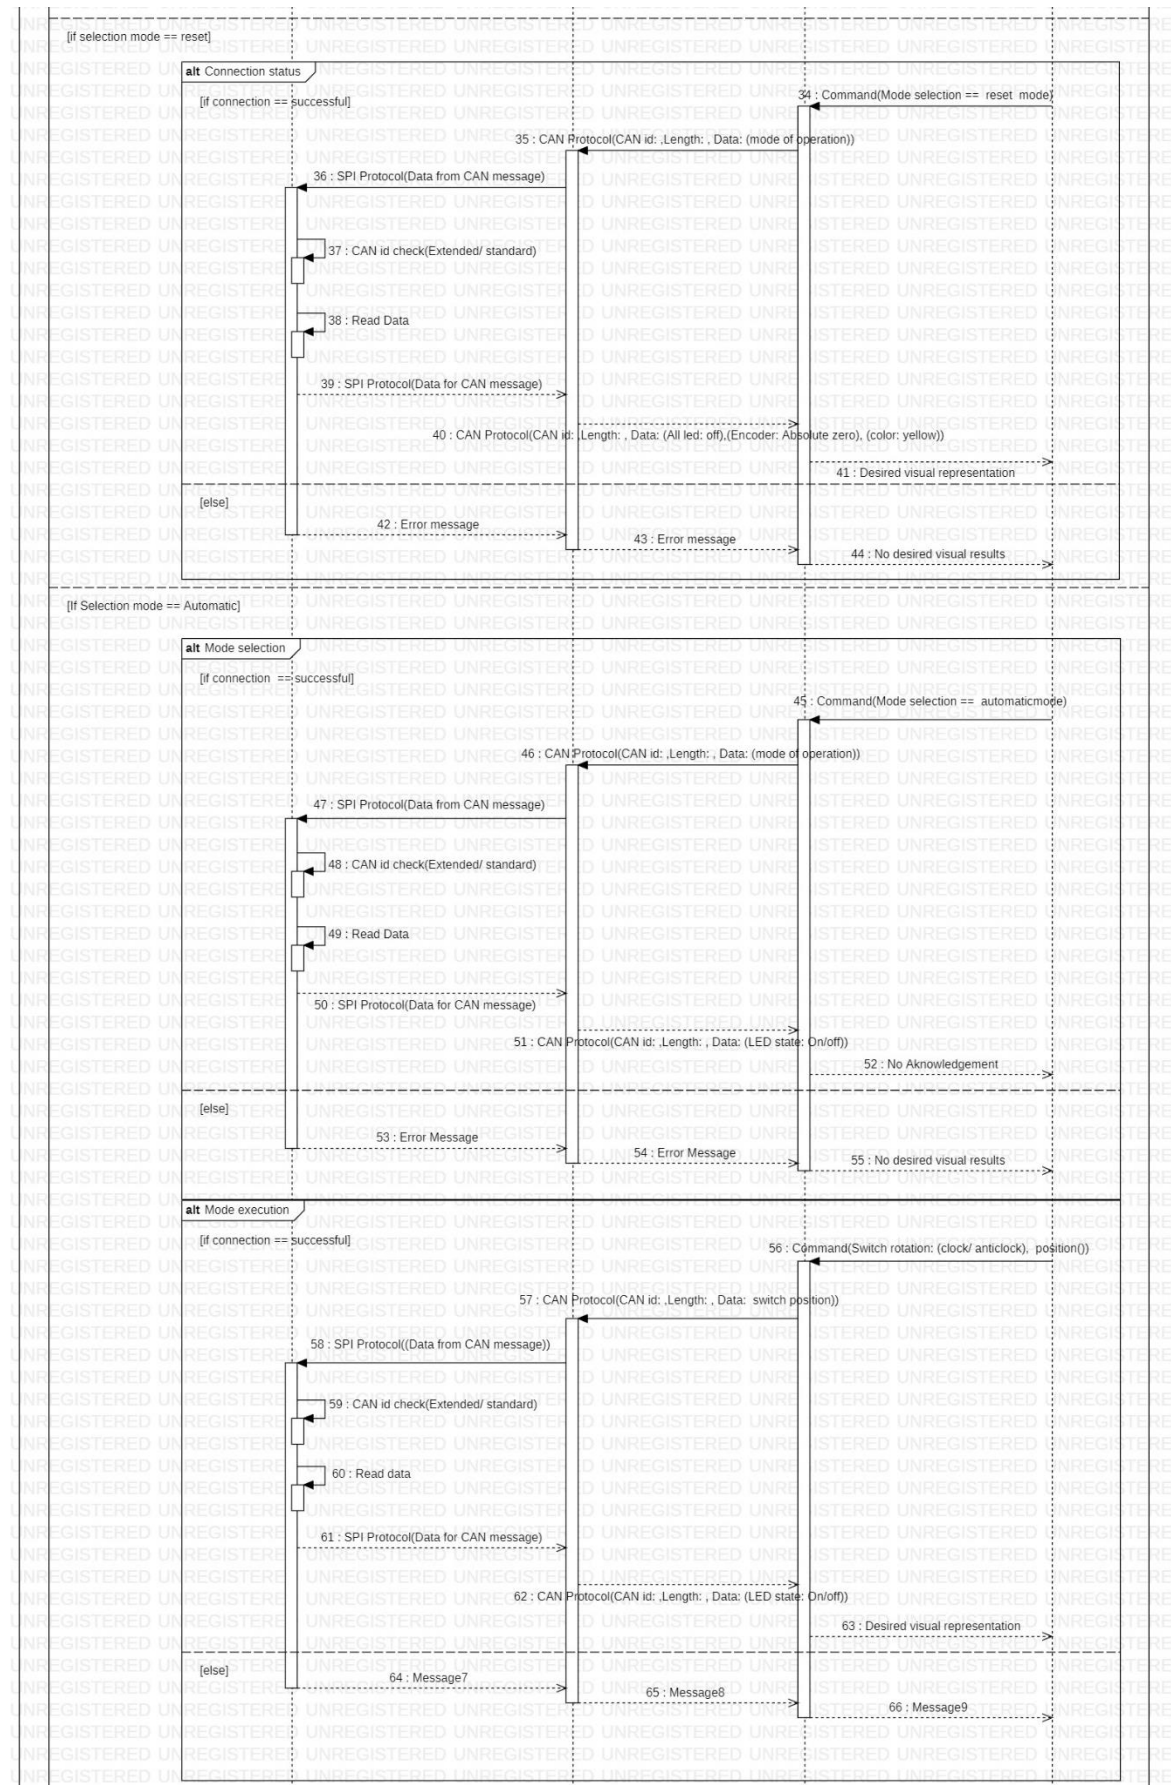 [if selection mode == reset]
alt Connection status
[if connection == successful]
34 : Command(Mode selection == reset mode)
35 : CAN Protocol(CAN id: ,Length: , Data: (mode of operation))
36 : SPI Protocol(Data from CAN message)
37 : CAN id check(Extended/ standard)
38 : Read Data
39 : SPI Protocol(Data for CAN message)
40 : CAN Protocol(CAN id: ,Length: , Data: (All led: off),(Encoder: Absolute zero), (color: yellow))
41 : Desired visual representation
[else]
42 : Error message
43 : Error message
44 : No desired visual results
[If Selection mode == Automatic]
alt Mode selection
[if connection == successful]
45 : Command(Mode selection == automaticmode)
46 : CAN Protocol(CAN id: ,Length: , Data: (mode of operation))
47 : SPI Protocol(Data from CAN message)
48 : CAN id check(Extended/ standard)
49 : Read Data
50 : SPI Protocol(Data for CAN message)
51 : CAN Protocol(CAN id: ,Length: , Data: (LED state: On/off))
52 : No Aknowledgement
[else]
53 : Error Message
54 : Error Message
55 : No desired visual results
alt Mode execution
[if connection == successful]
56 : Command(Switch rotation: (clock/ anticlock), position())
57 : CAN Protocol(CAN id: ,Length: , Data: switch position))
58 : SPI Protocol((Data from CAN message))
59 : CAN id check(Extended/ standard)
60 : Read data
61 : SPI Protocol(Data for CAN message)
62 : CAN Protocol(CAN id: ,Length: , Data: (LED state: On/off))
63 : Desired visual representation
[else]
64 : Message7
65 : Message8
66 : Message9
UNREGISTERED